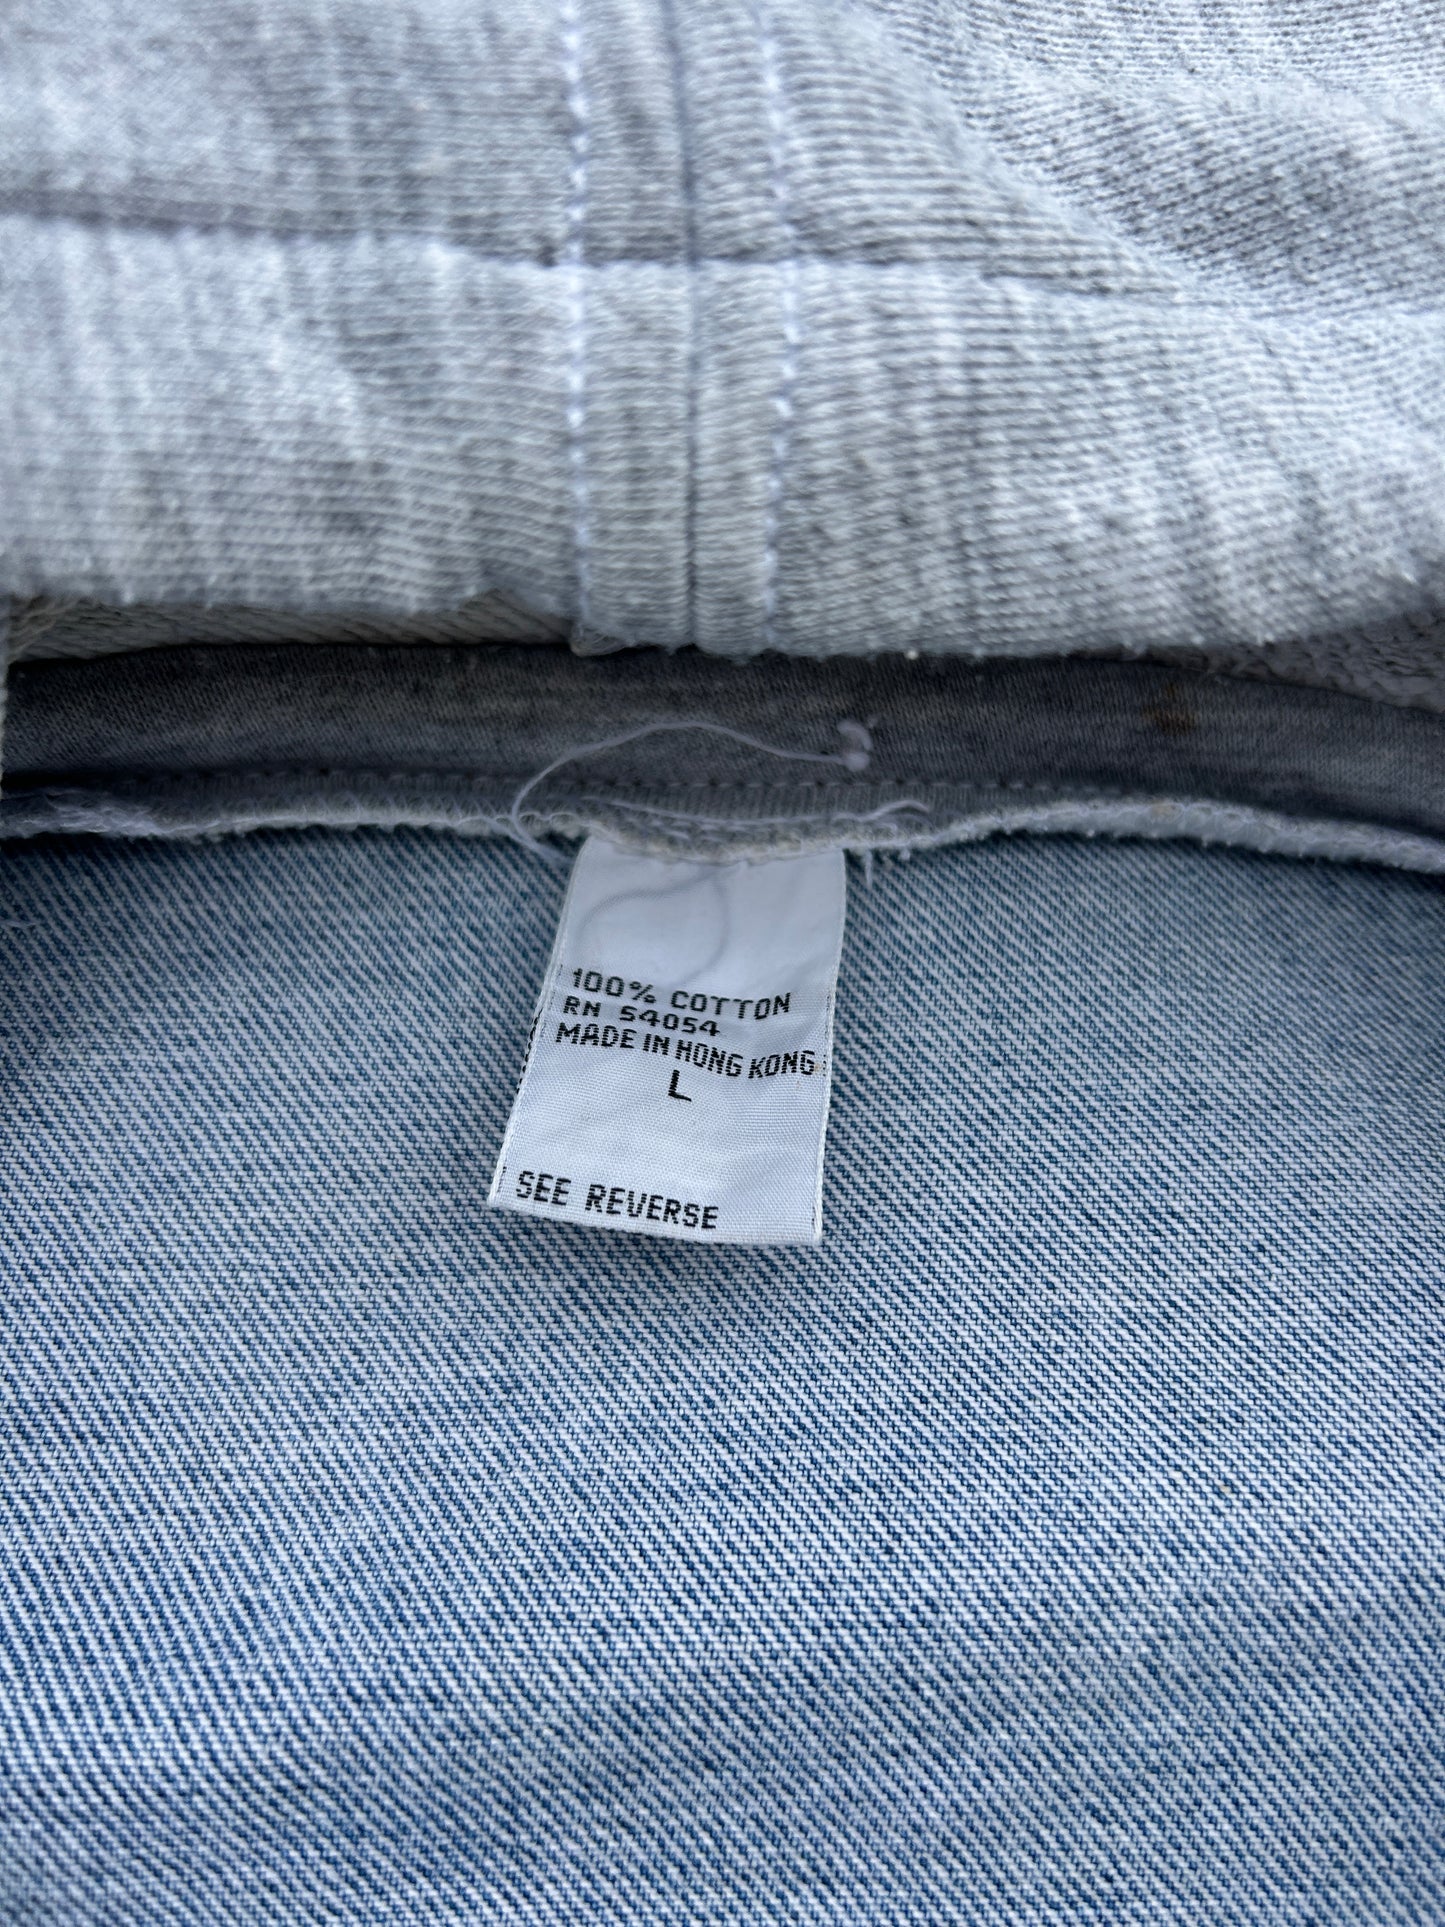 100% COTTON
RN 54054
MADE IN HONG KONG
L
SEE REVERSE